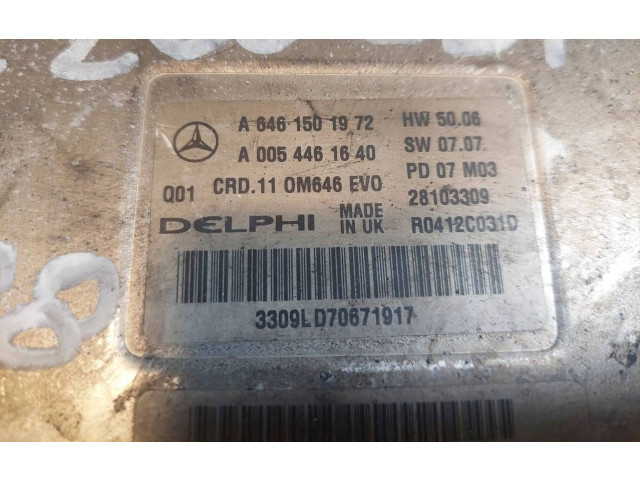 A 646 150 19 72 HW 50.06
A 005 446 16 40 SW 07.07.
Q01 CRD.11 OM646 EVO PD 07 M03
28103309
DELPHI MADE IN UK R0412C031D
3309LD70671917